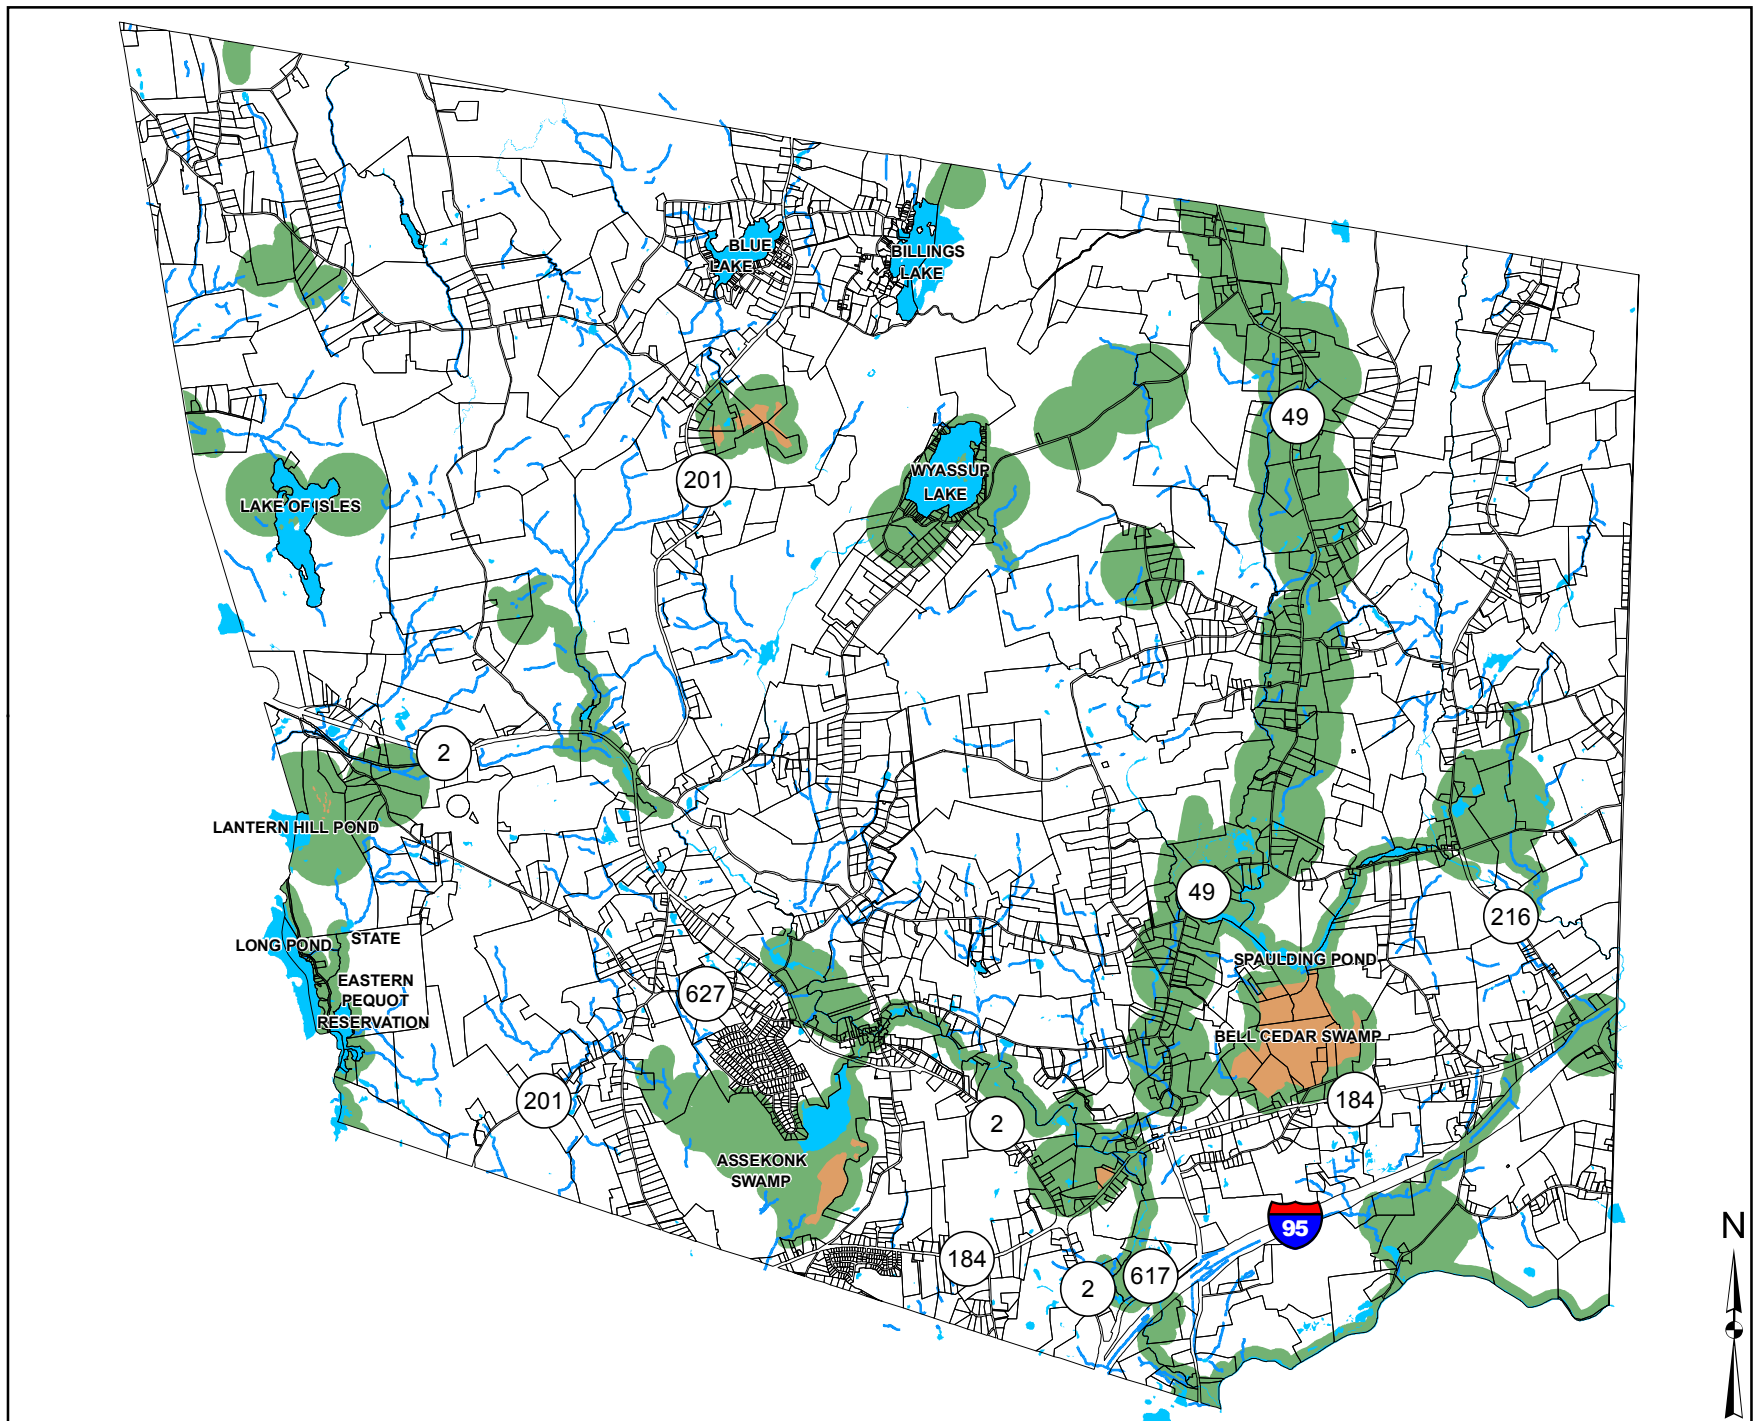 BLUE
LAKE
BILLINGS
LAKE
49
WYASSUP
LAKE
201
LAKE OF ISLES
2
LANTERN HILL POND
49
216
LONG POND
STATE
EASTERN
PEQUOT
RESERVATION
SPAULDING POND
627
BELL CEDAR SWAMP
201
2
184
ASSEKONK
SWAMP
95
N
184
2
617